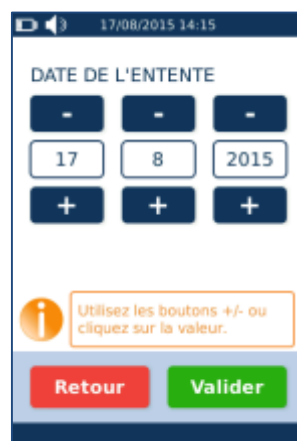 17/08/2015 14:15
DATE DE L'ENTENTE
- - -
17 8 2015
+ + +
i
Utilisez les boutons +/- ou
cliquez sur la valeur.
Retour Valider